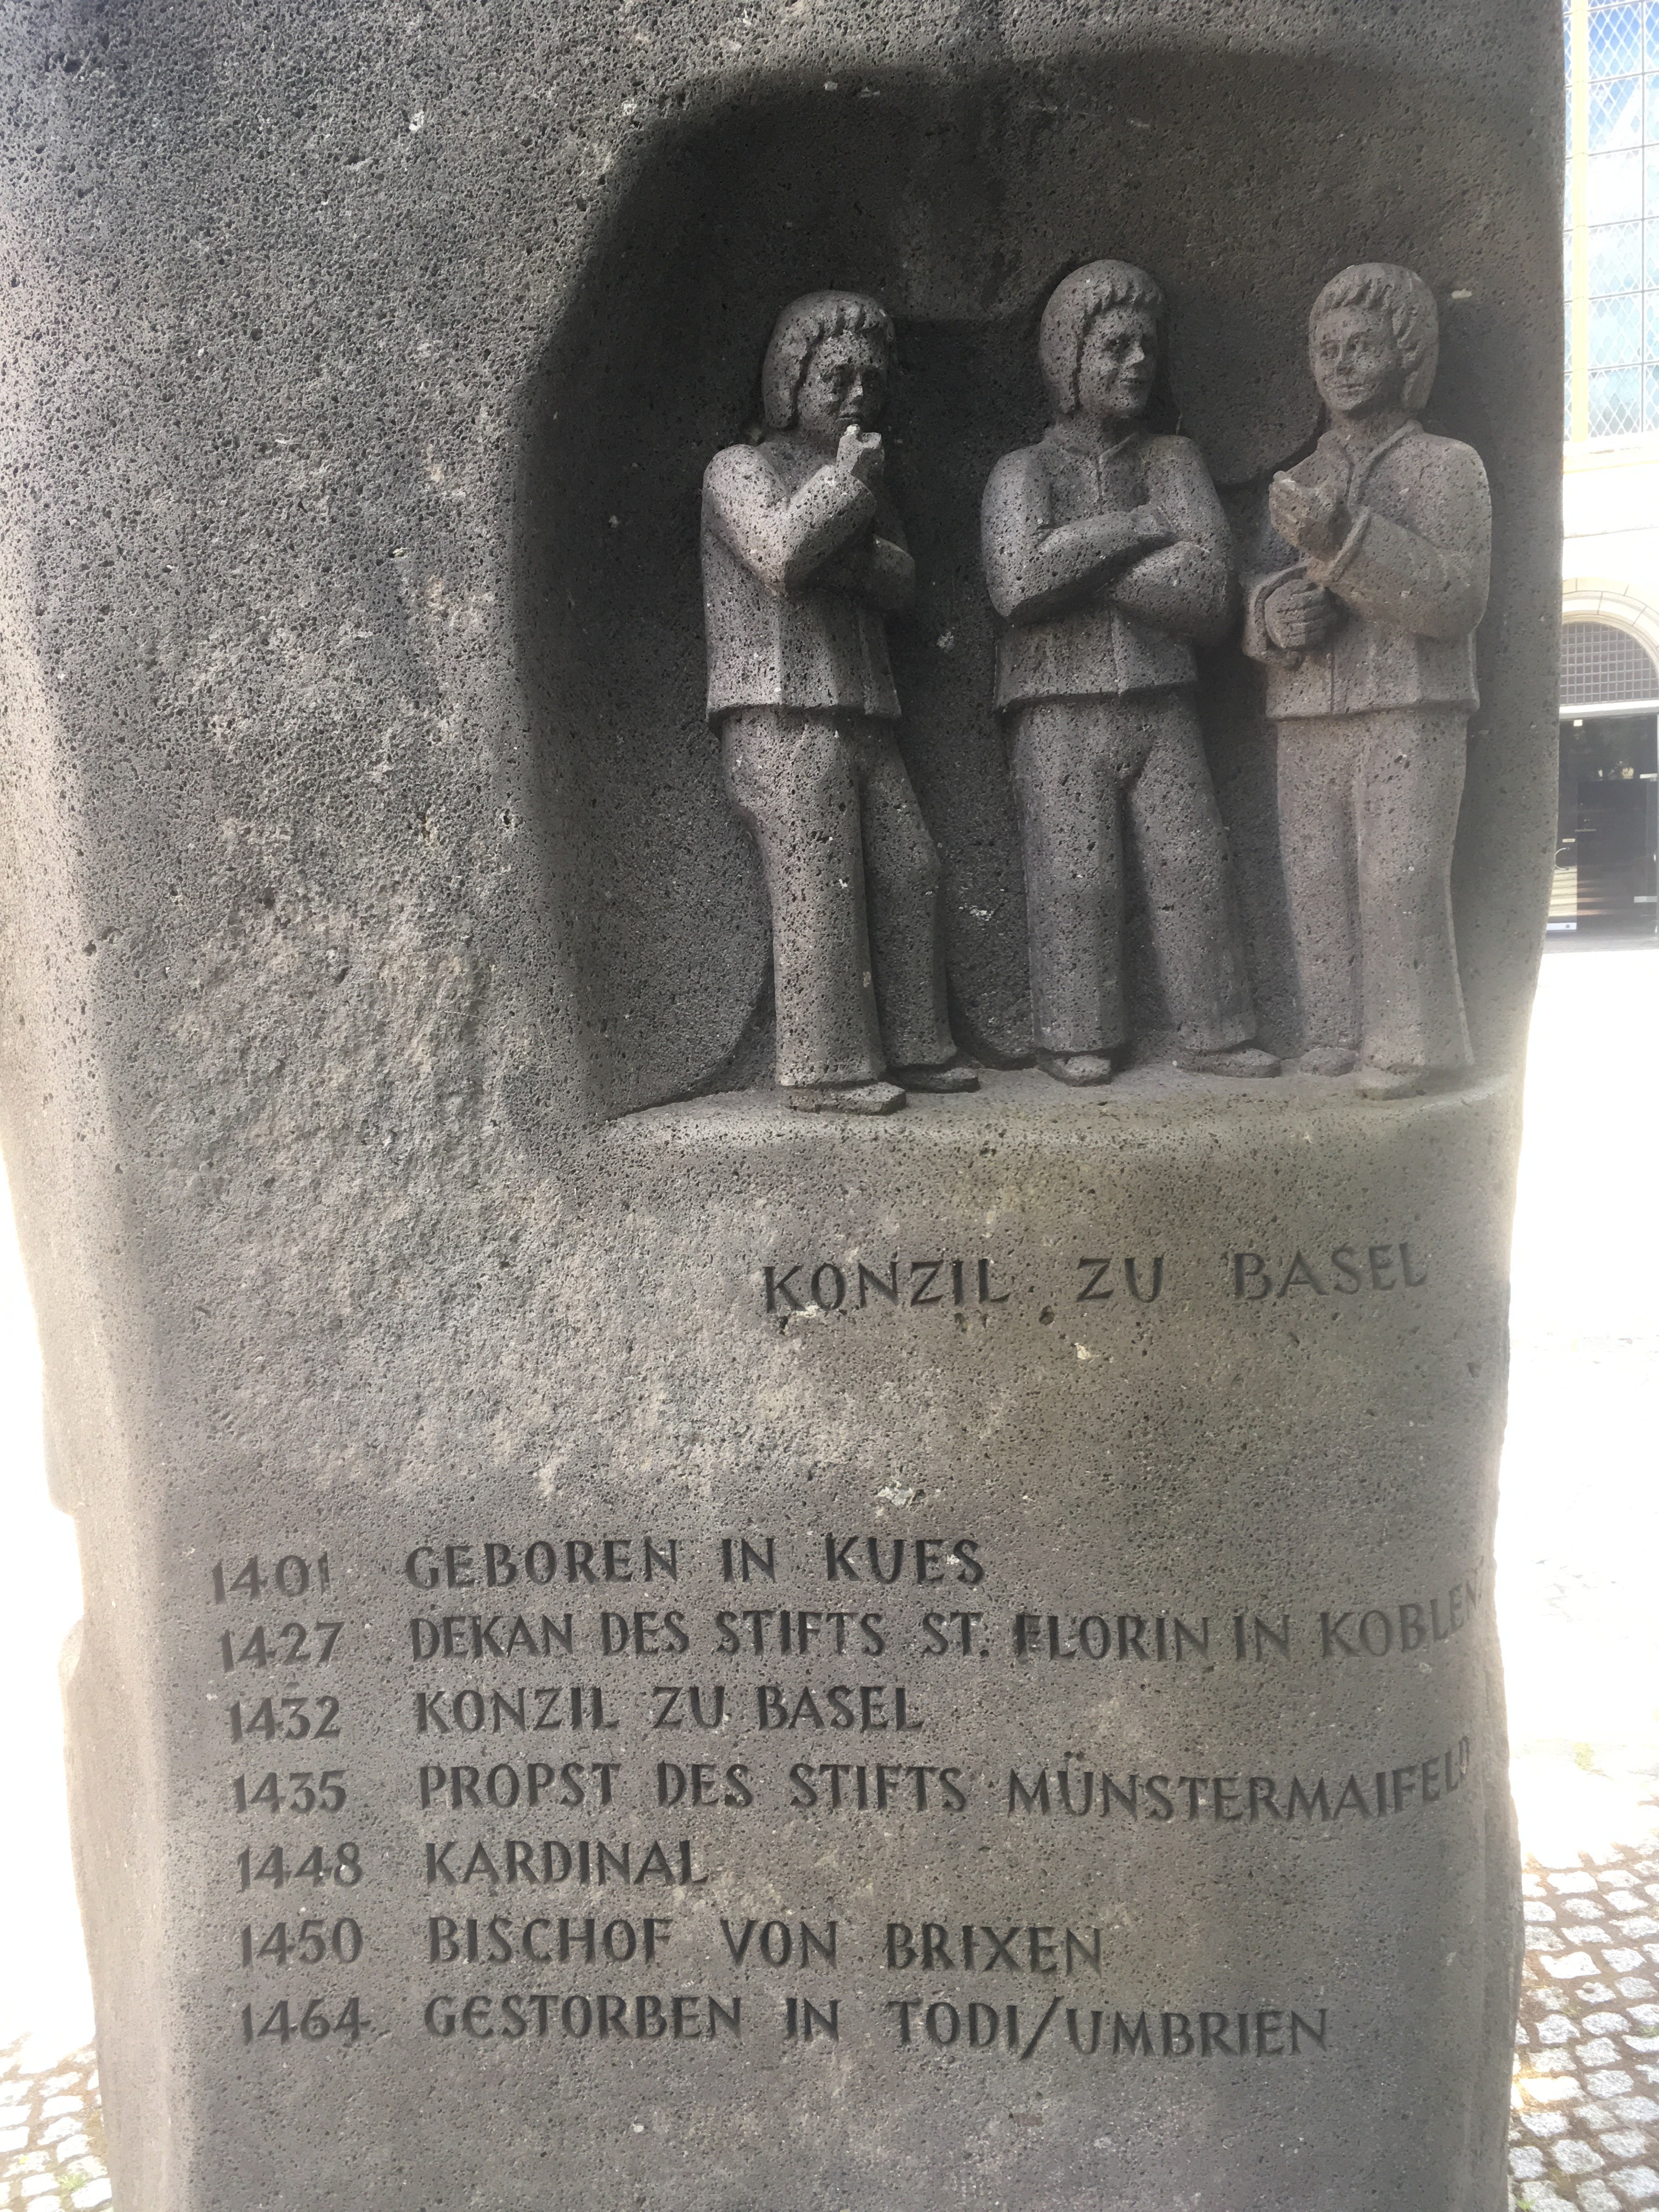 KONZIL ZU BASEL
1401 GEBOREN IN KUES
1427 DEKAN DES STIFTS ST. FLORIN IN KOBLENZ
1432 KONZIL ZU BASEL
1435 PROPST DES STIFTS MÜNSTERMAIFELD
1448 KARDINAL
1450 BISCHOF VON BRIXEN
1464 GESTORBEN IN TODI/UMBRIEN